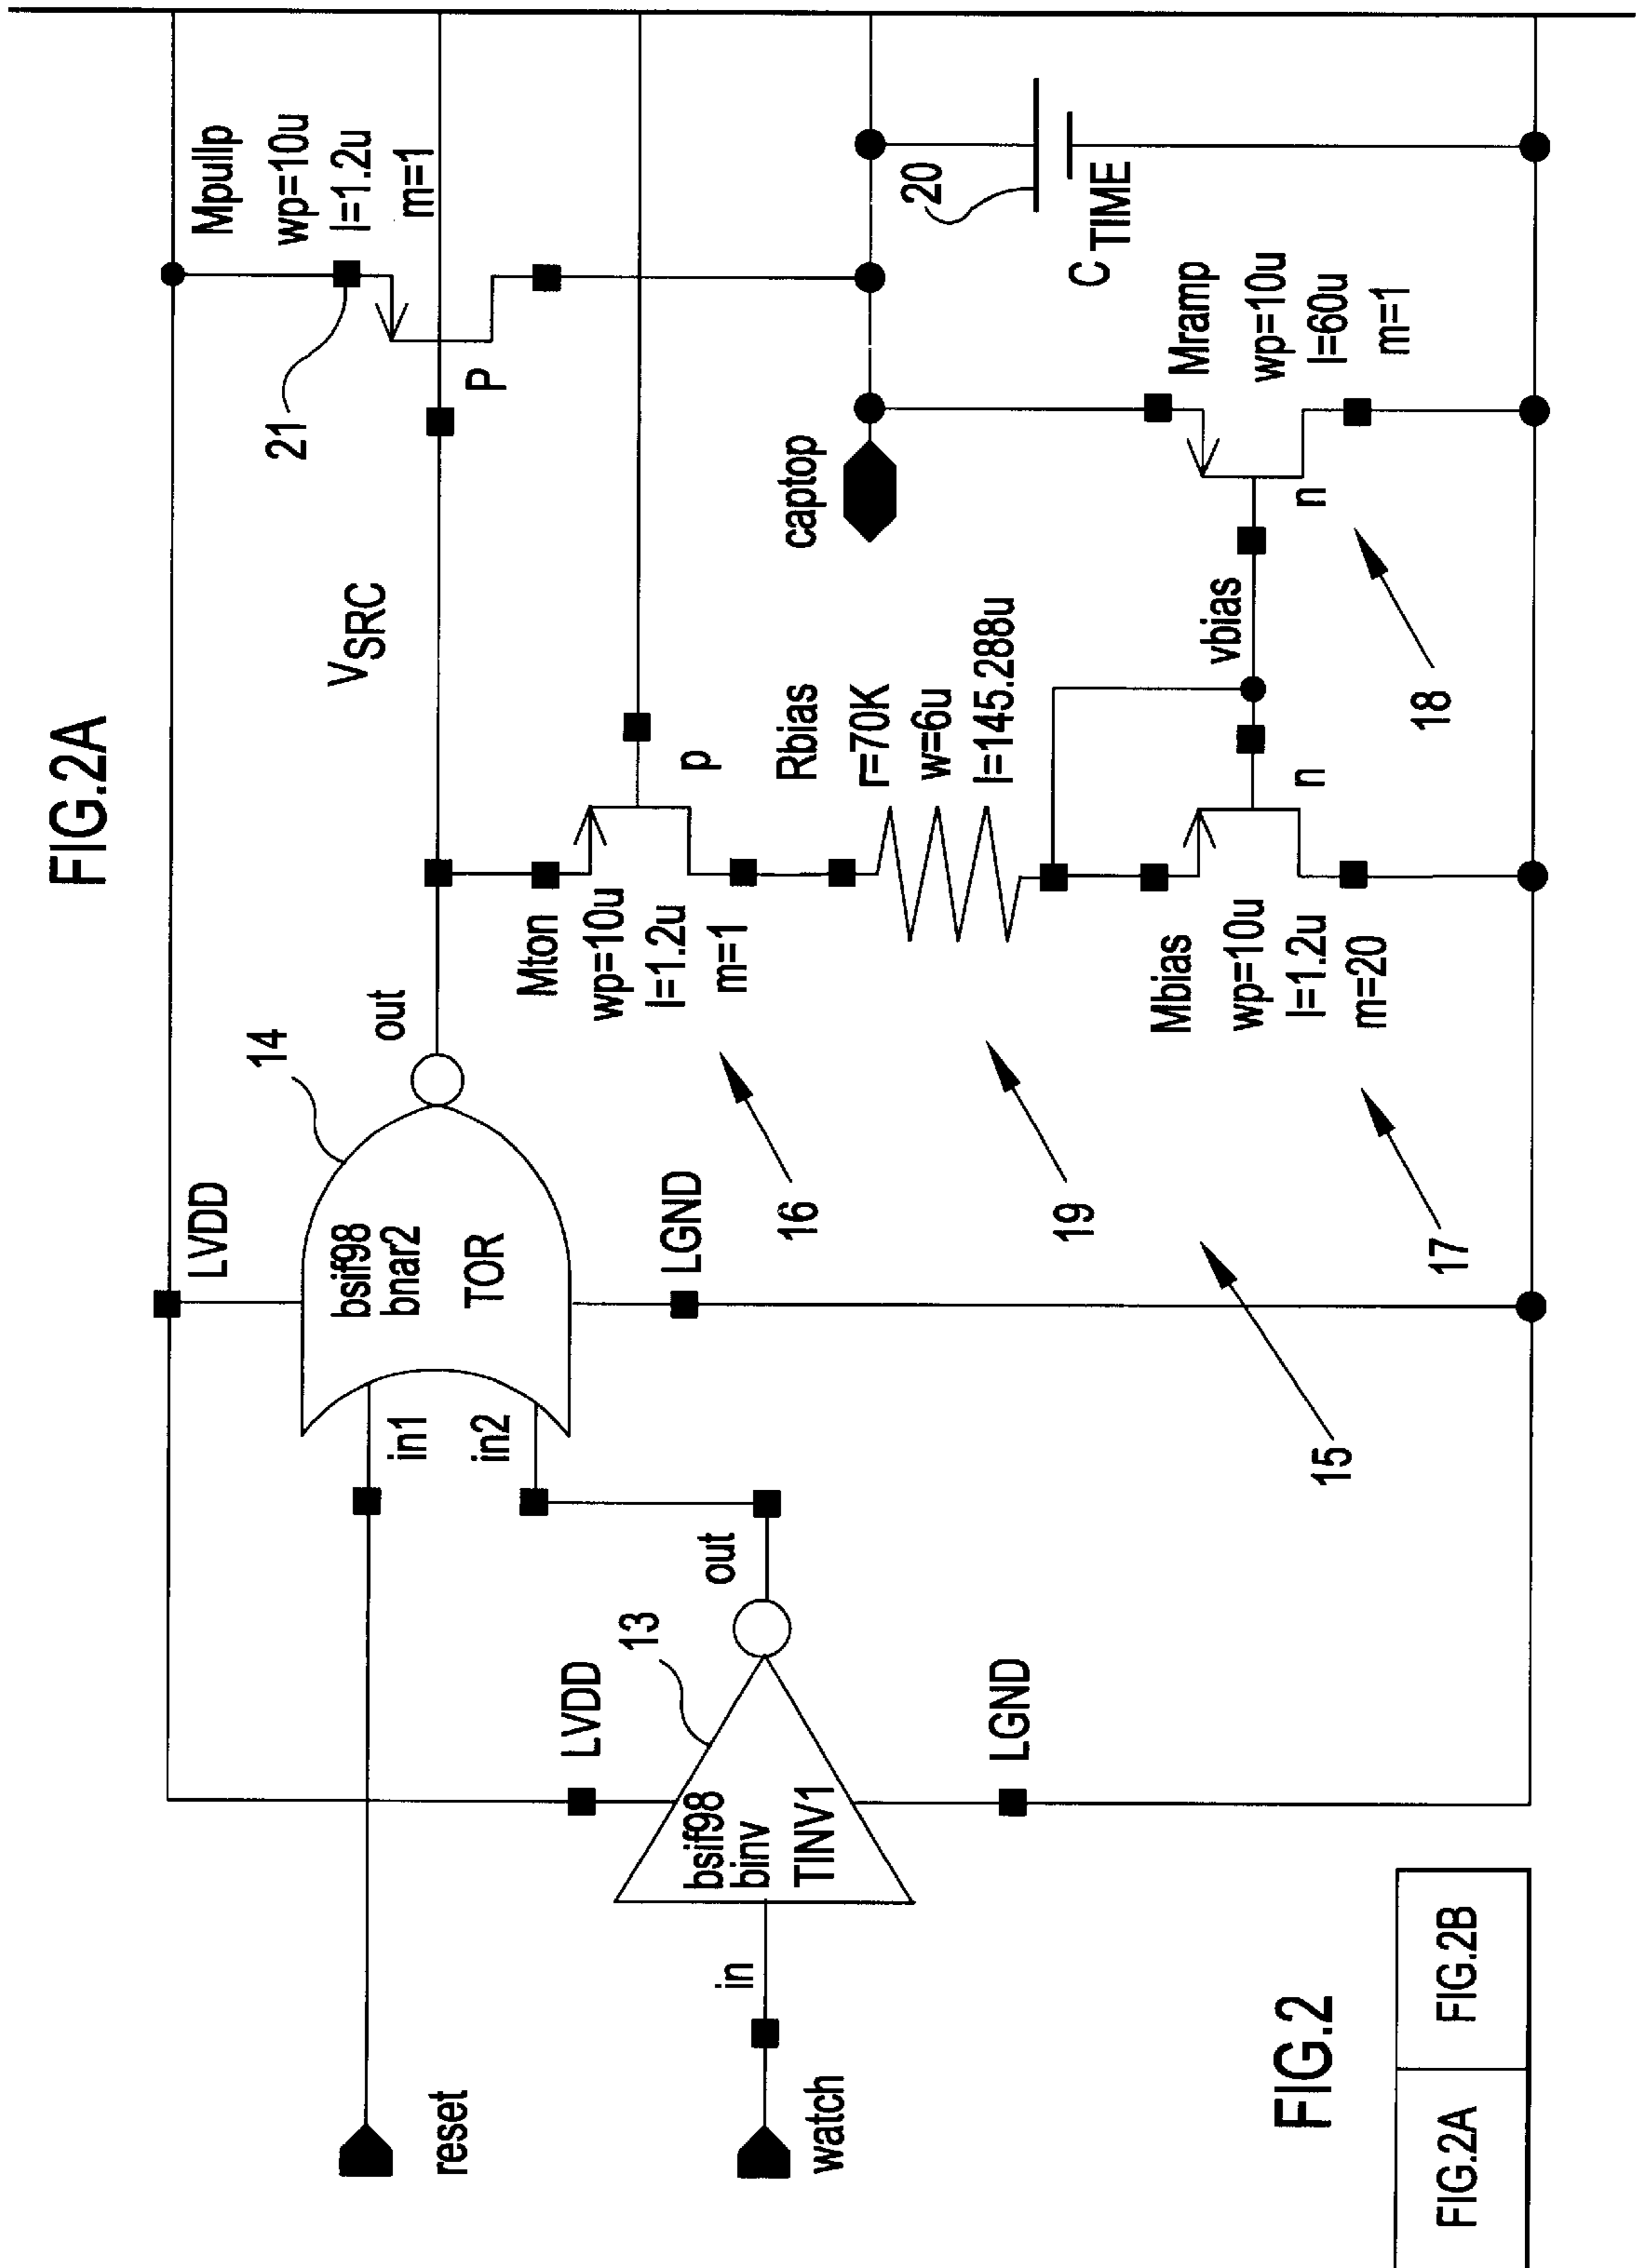 FIG.2A
LVDD
14
bsif98
bnar2
TOR
in1
in2
out
LGND
VSRC
Mpullp
wp=10u
l=1.2u
m=1
21
P
reset
watch
in
LVDD
13
bsif98
binv
TINV1
out
LGND
Mton
wp=10u
l=1.2u
m=1
p
16
Rbias
r=70K
w=6u
l=145.288u
19
captop
20
C TIME
Mramp
wp=10u
l=60u
m=1
n
18
vbias
Mbias
wp=10u
l=1.2u
m=20
n
17
15
FIG.2
FIG.2A
FIG.2B